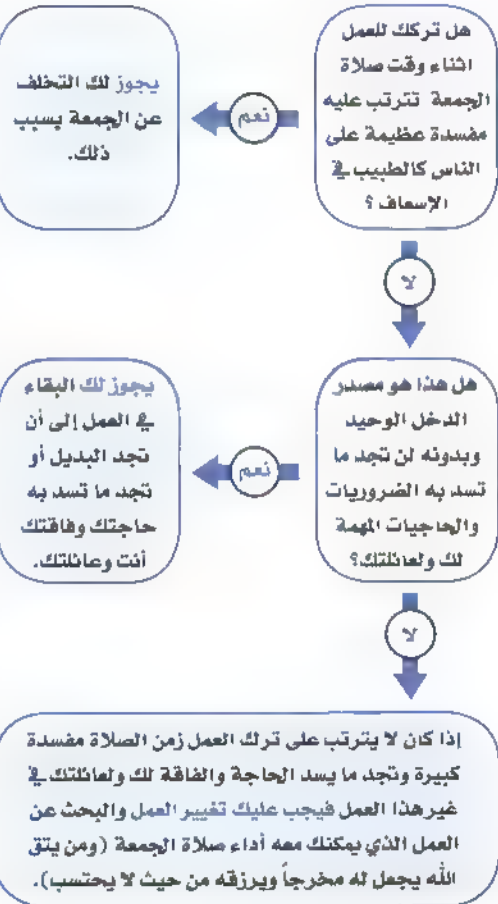 هل تركك للعمل
اثناء وقت صلاة
الجمعة تترتب عليه
مفسدة عظيمة على
الناس كالطبيب في
الإسعاف؟
نعم
يجوز لك التخلف
عن الجمعة بسبب
ذلك.
لا
هل هذا هو مصدر
الدخل الوحيد
وبدونه لن تجد ما
تسد به الضروريات
والحاجيات المهمة
لك ولعائلتك؟
نعم
يجوز لك البقاء
في العمل إلى أن
تجد البديل أو
تجد ما تسد به
حاجتك وفاقتك
أنت وعائلتك.
لا
إذا كان لا يترتب على ترك العمل زمن الصلاة مفسدة
كبيرة وتجد ما يسد الحاجة والفاقة لك ولعائلتك في
غير هذا العمل فيجب عليك تغيير العمل والبحث عن
العمل الذي يمكنك معه أداء صلاة الجمعة (ومن يتق
الله يجعل له مخرجاً ويرزقه من حيث لا يحتسب).